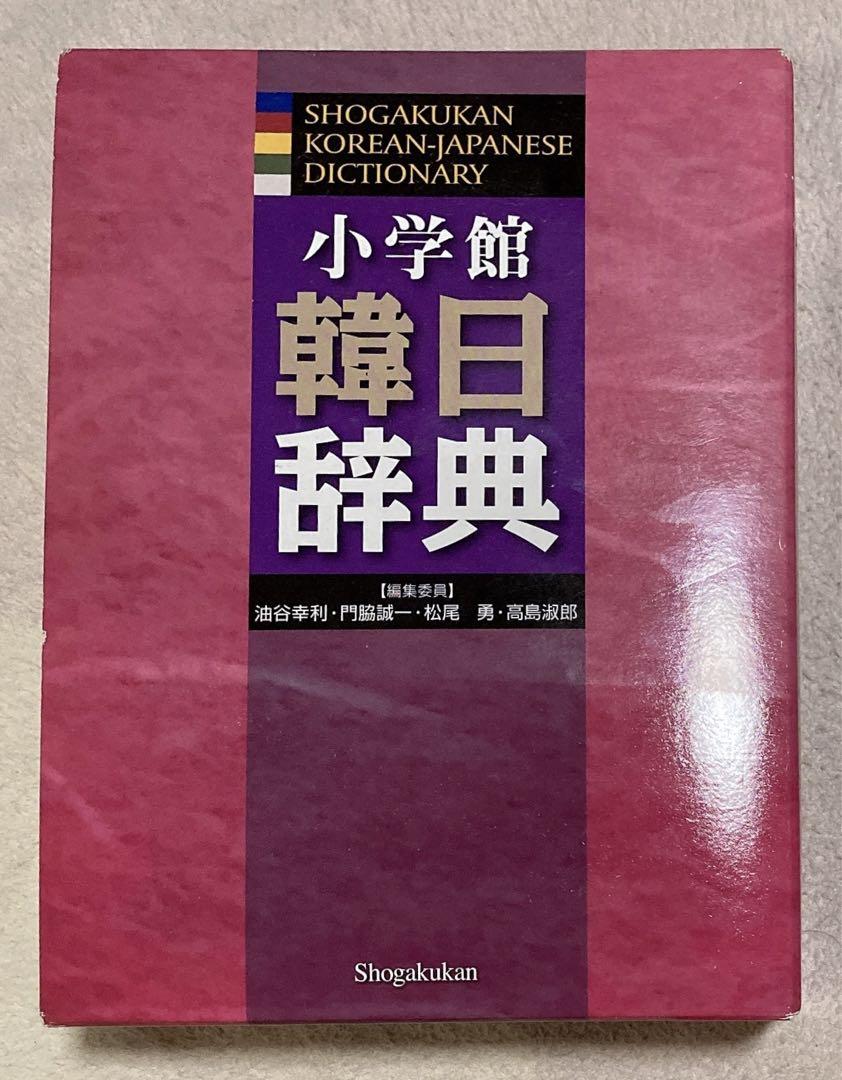 SHOGAKUKAN
KOREAN-JAPANESE
DICTIONARY
小学館
韓日
辞典
【編集委員】
油谷幸利・門脇誠一・松尾　勇・高島淑郎
Shogakukan